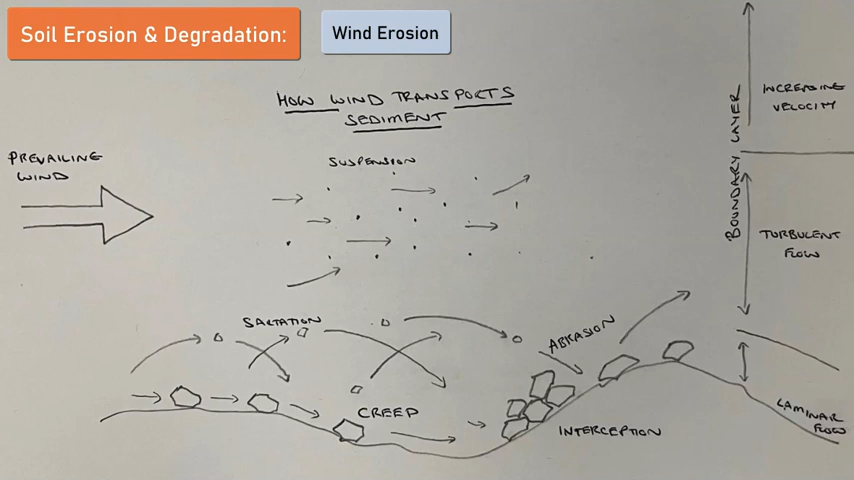 Soil Erosion & Degradation:
Wind Erosion
HOW WIND TRANSPORTS
SEDIMENT
PREVAILING
WIND
SUSPENSION
SALTATION
CREEP
ABRASION
INTERCEPTION
BOUNDARY LAYER
INCREASING
VELOCITY
TURBULENT
FLOW
LAMINAR
FLOW